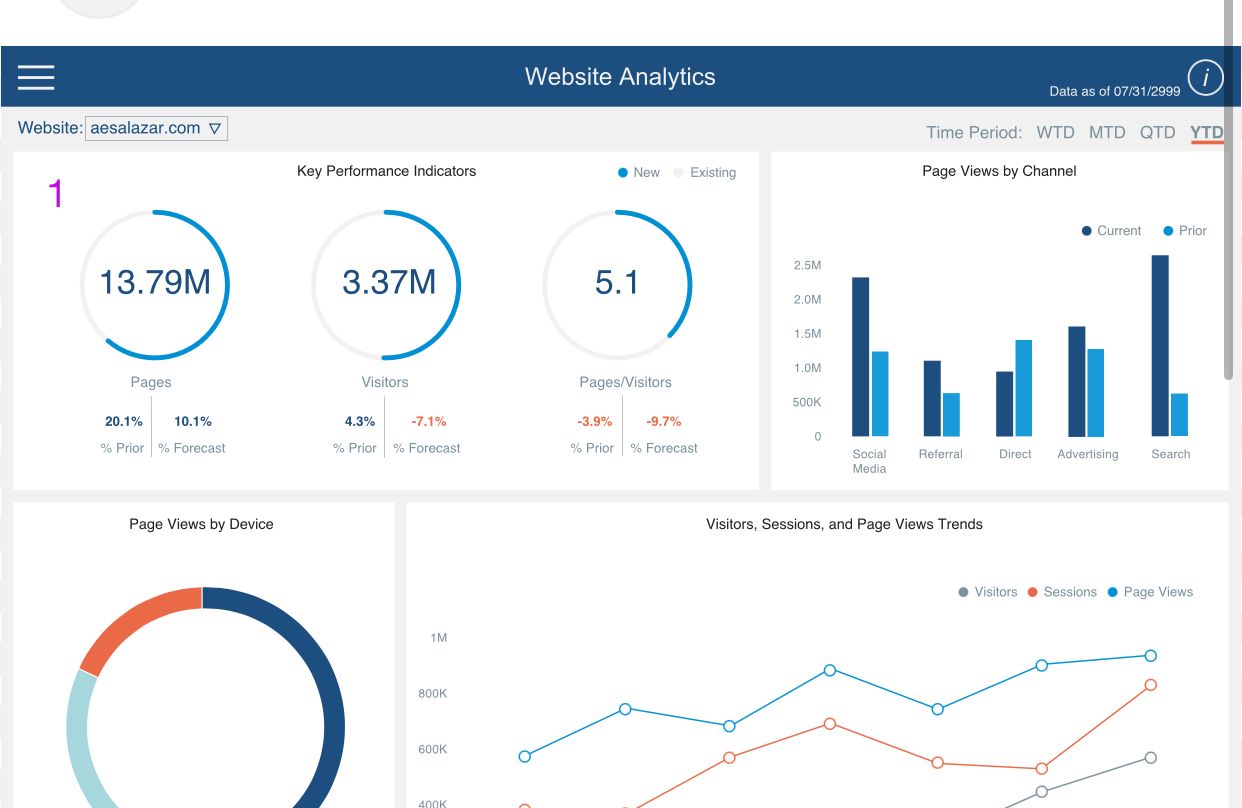 Website Analytics
Data as of 07/31/2999
i
Website: aesalazar.com
Time Period: WTD MTD QTD YTD
1
Key Performance Indicators
New Existing
13.79M
Pages
20.1% 10.1%
% Prior % Forecast
3.37M
Visitors
4.3% -7.1%
% Prior % Forecast
5.1
Pages/Visitors
-3.9% -9.7%
% Prior % Forecast
Page Views by Channel
Current Prior
2.5M
2.0M
1.5M
1.0M
500K
0
Social Media
Referral
Direct
Advertising
Search
Page Views by Device
Visitors, Sessions, and Page Views Trends
Visitors Sessions Page Views
1M
800K
600K
400K